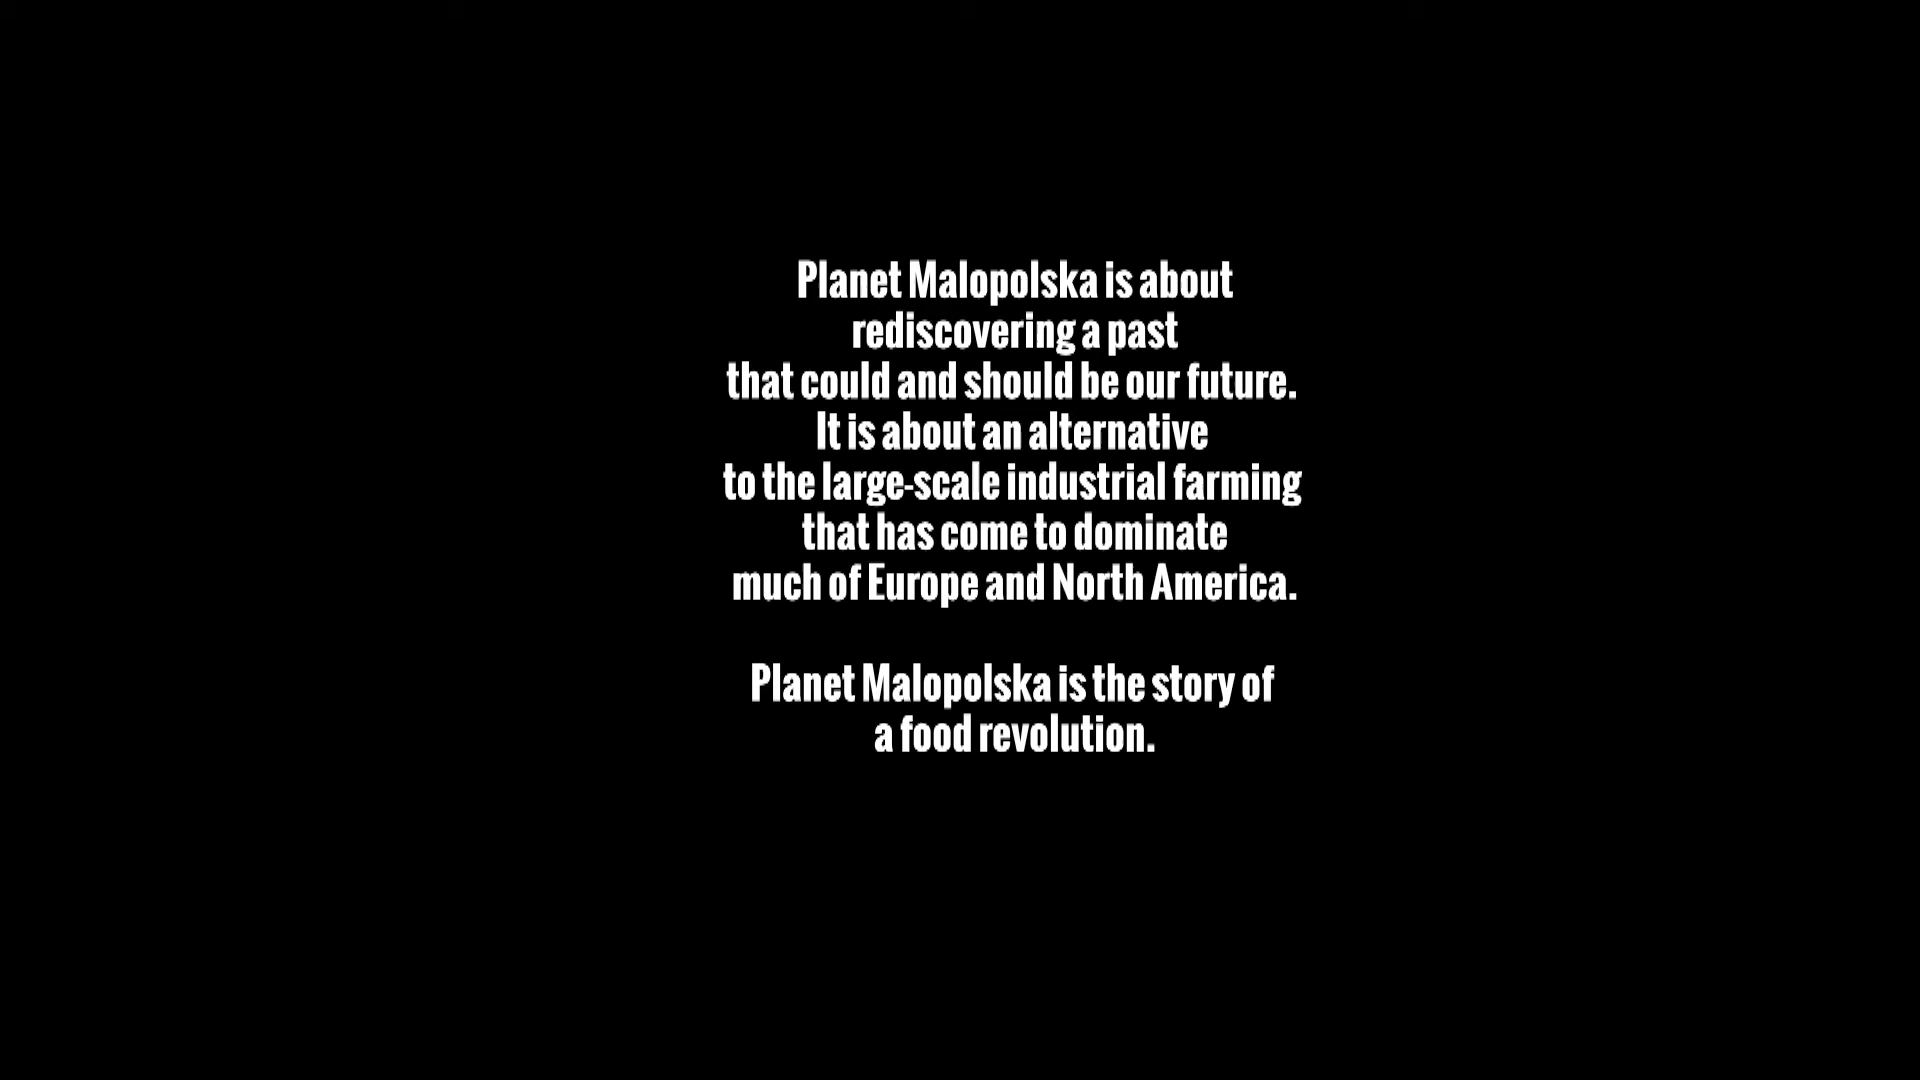 Planet Malopolska is about
rediscovering a past
that could and should be our future.
It is about an alternative
to the large-scale industrial farming
that has come to dominate
much of Europe and North America.
Planet Malopolska is the story of
a food revolution.